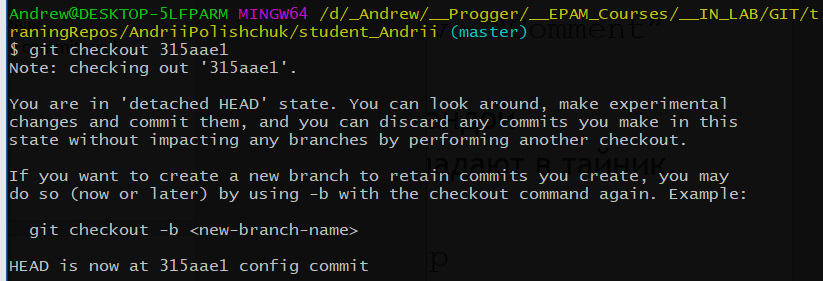 Andrew@DESKTOP-5LFPARM MINGW64 /d/_Andrew/__Progger/__EPAM_Courses/__IN_LAB/GIT/t
raningRepos/AndriiPolishchuk/student_Andrii (master)
$ git checkout 315aae1
Note: checking out '315aae1'.
You are in 'detached HEAD' state. You can look around, make experimental
changes and commit them, and you can discard any commits you make in this
state without impacting any branches by performing another checkout.
If you want to create a new branch to retain commits you create, you may
do so (now or later) by using -b with the checkout command again. Example:
git checkout -b <new-branch-name>
HEAD is now at 315aae1 config commit